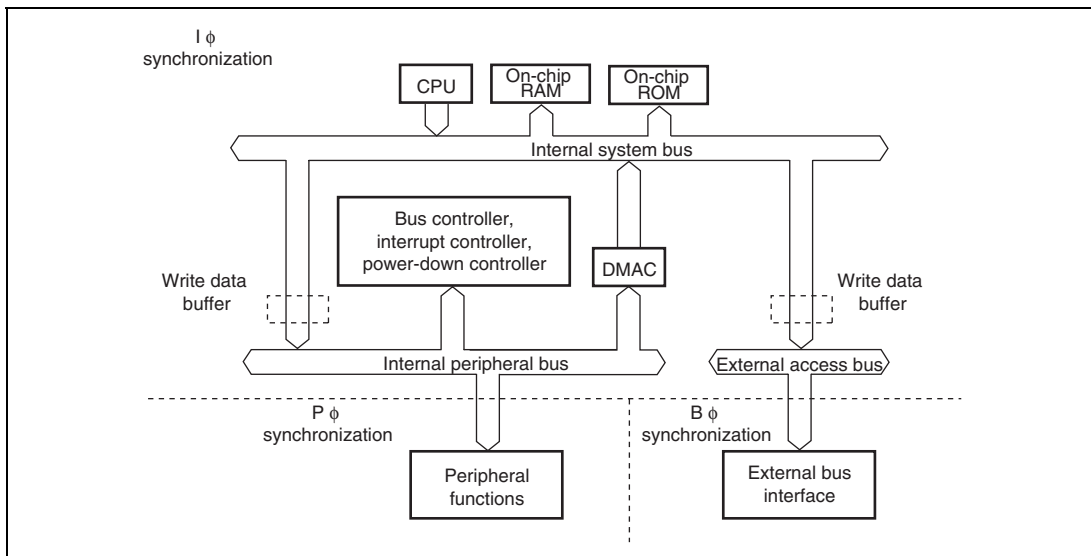 I ϕ
synchronization
CPU
On-chip
RAM
On-chip
ROM
Internal system bus
Bus controller,
interrupt controller,
power-down controller
DMAC
Write data
buffer
Write data
buffer
Internal peripheral bus
External access bus
P ϕ
synchronization
B ϕ
synchronization
Peripheral
functions
External bus
interface